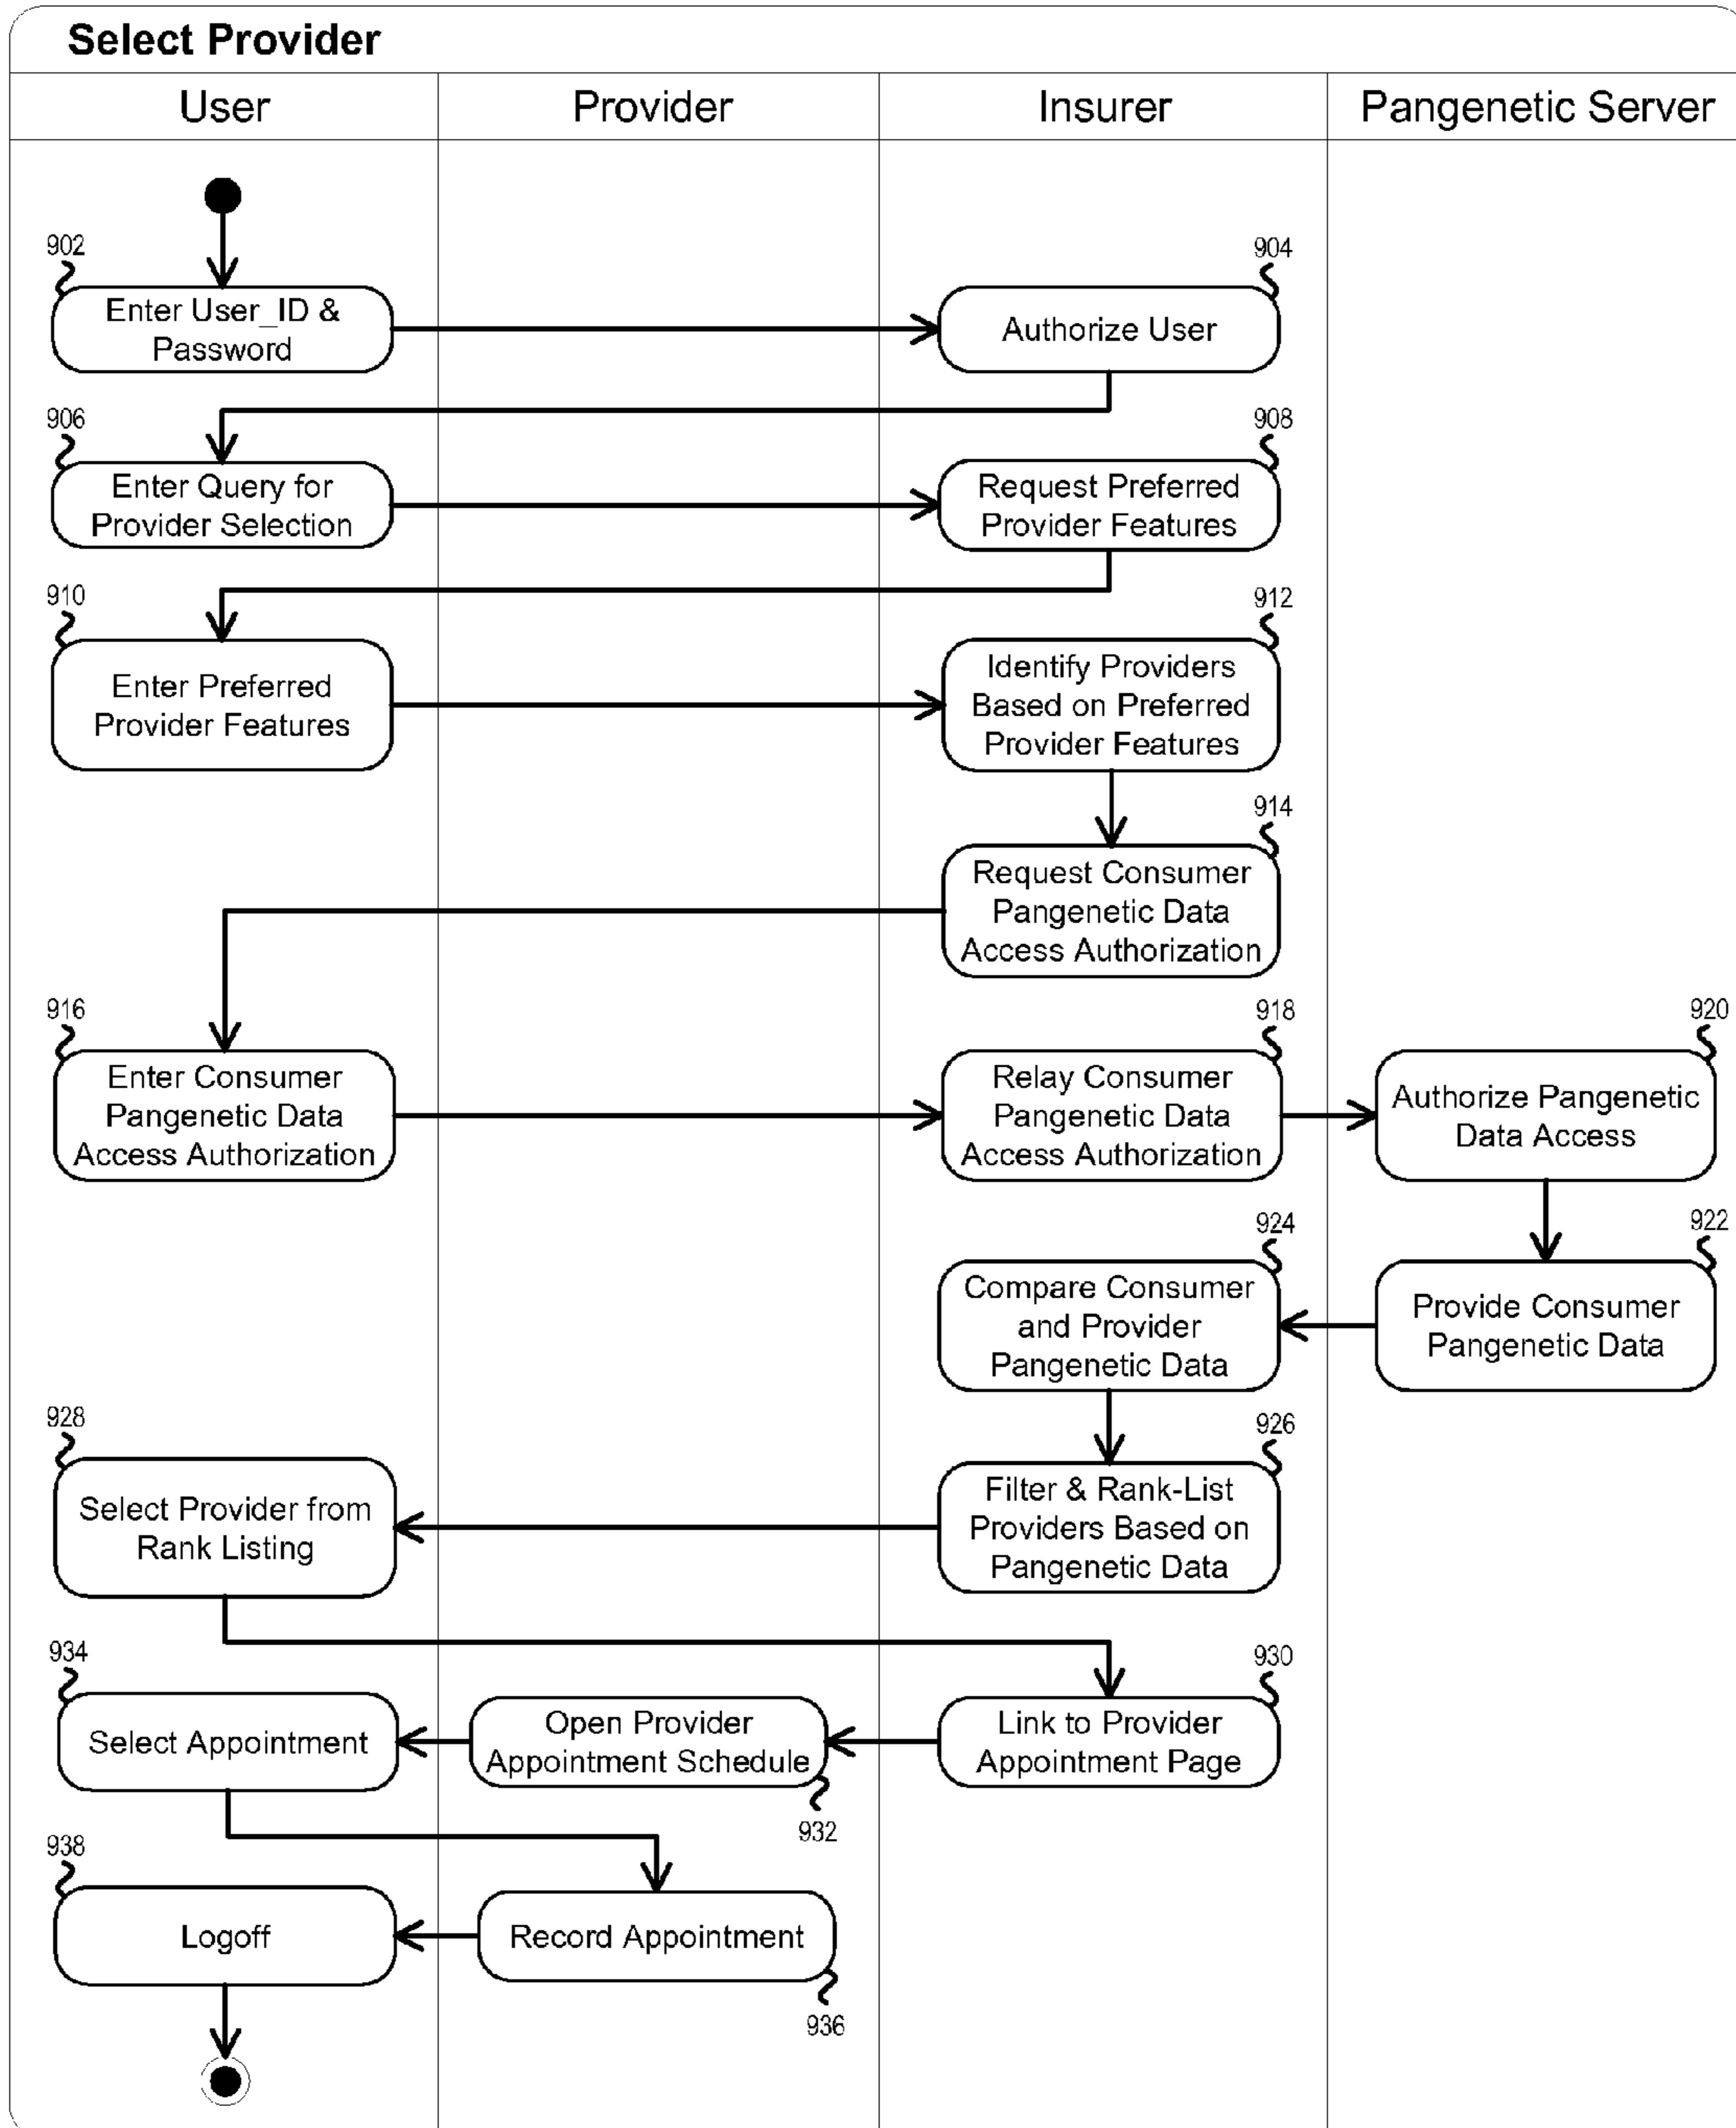 Select Provider
User
Provider
Insurer
Pangenetic Server
902
Enter User_ID &
Password
904
Authorize User
906
Enter Query for
Provider Selection
908
Request Preferred
Provider Features
910
Enter Preferred
Provider Features
912
Identify Providers
Based on Preferred
Provider Features
914
Request Consumer
Pangenetic Data
Access Authorization
916
Enter Consumer
Pangenetic Data
Access Authorization
918
Relay Consumer
Pangenetic Data
Access Authorization
920
Authorize Pangenetic
Data Access
922
Provide Consumer
Pangenetic Data
924
Compare Consumer
and Provider
Pangenetic Data
926
Filter & Rank-List
Providers Based on
Pangenetic Data
928
Select Provider from
Rank Listing
930
Link to Provider
Appointment Page
Open Provider
Appointment Schedule
932
934
Select Appointment
Record Appointment
936
938
Logoff